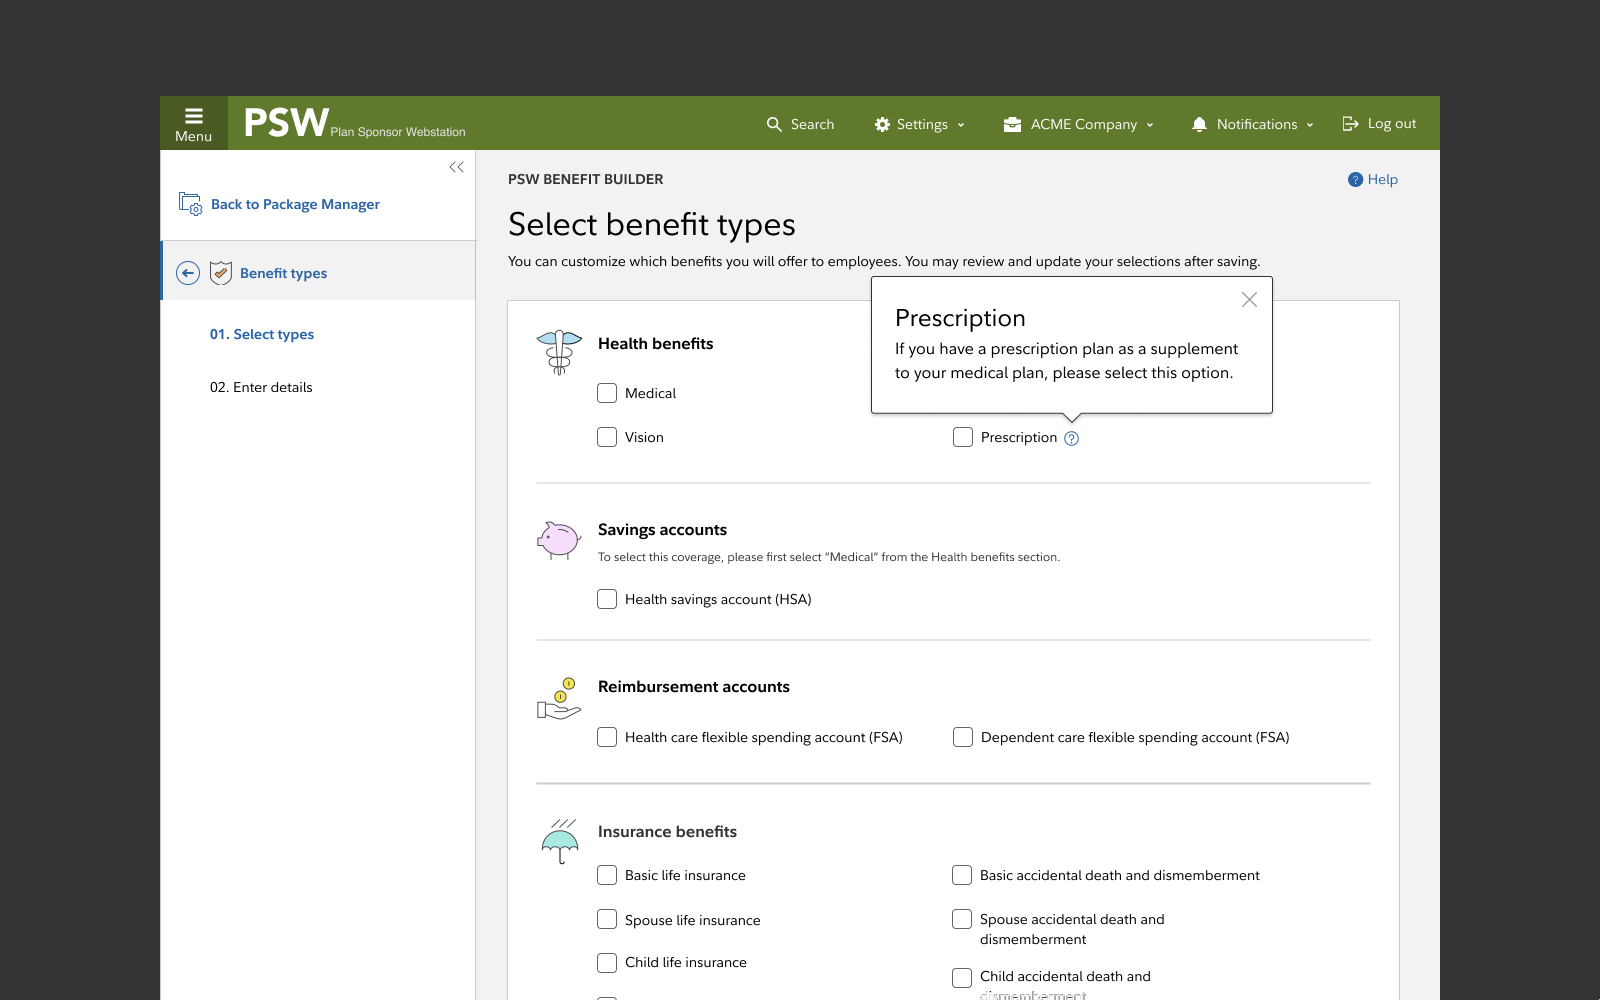 Menu
PSW Plan Sponsor Webstation
Search
Settings
ACME Company
Notifications
Log out
Back to Package Manager
Benefit types
01. Select types
02. Enter details
PSW BENEFIT BUILDER
Help
Select benefit types
You can customize which benefits you will offer to employees. You may review and update your selections after saving.
Prescription
If you have a prescription plan as a supplement
to your medical plan, please select this option.
Health benefits
Medical
Vision
Prescription
Savings accounts
To select this coverage, please first select “Medical” from the Health benefits section.
Health savings account (HSA)
Reimbursement accounts
Health care flexible spending account (FSA)
Dependent care flexible spending account (FSA)
Insurance benefits
Basic life insurance
Basic accidental death and dismemberment
Spouse life insurance
Spouse accidental death and
dismemberment
Child life insurance
Child accidental death and
dismemberment